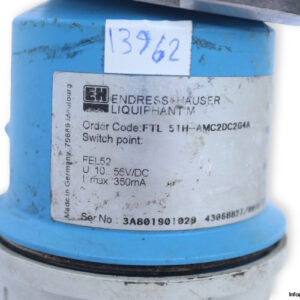 13962
EH
ENDRESS+HAUSER
LIQUIPHANT M
Order Code: FTL 51H-AMC2DC2G4A
Switch point:
FEL52
U: 10...55V/DC
I max: 350mA
Ser No: 3A801901029
Made in Germany, 79689 Maulburg